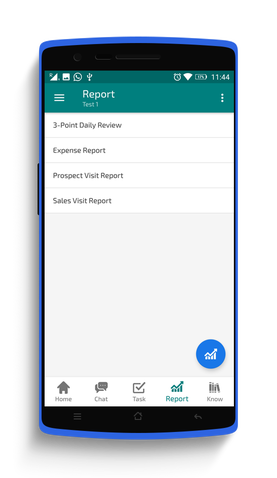 11:44
Report
Test 1
3-Point Daily Review
Expense Report
Prospect Visit Report
Sales Visit Report
Home
Chat
Task
Report
Know